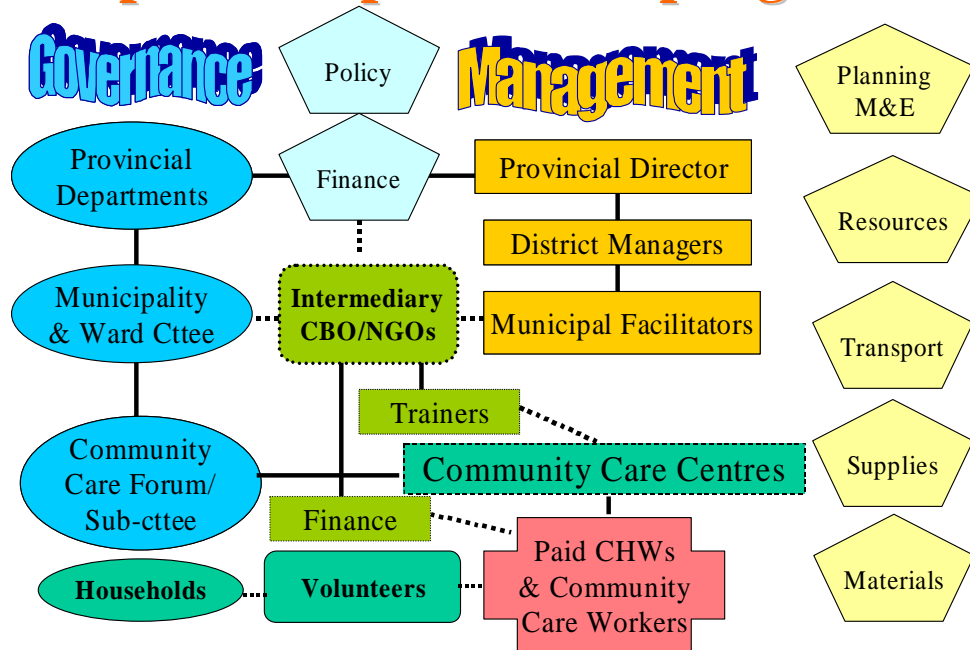 Governance
Policy
Management
Planning
M&E
Provincial
Departments
Finance
Provincial Director
Resources
District Managers
Municipality
& Ward Cttee
Intermediary
CBO/NGOs
Municipal Facilitators
Transport
Trainers
Community
Care Forum/
Sub-cttee
Community Care Centres
Supplies
Finance
Paid CHWs
& Community
Care Workers
Households
Volunteers
Materials